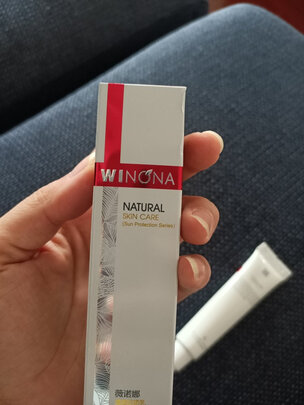 WINONA
NATURAL
SKIN CARE
(Sun Protection Series)
薇诺娜